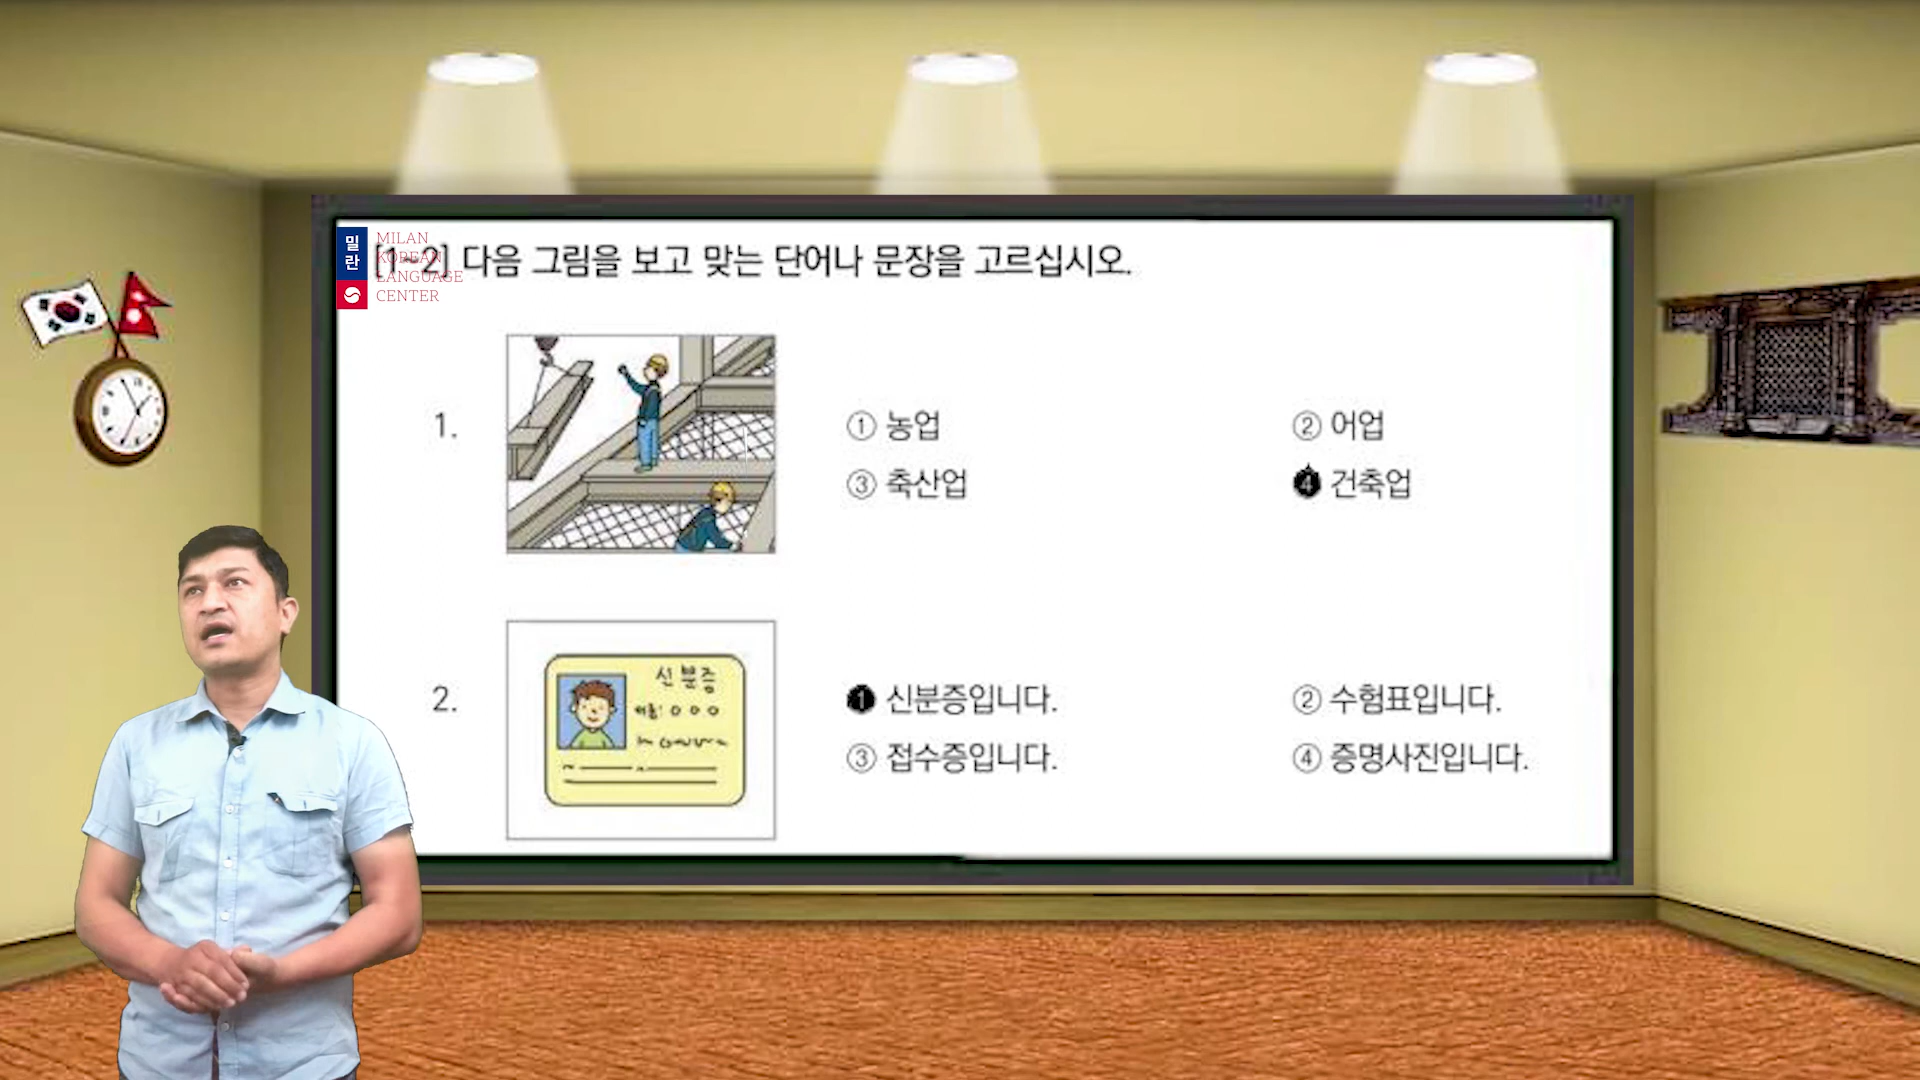 밀란
MILAN
KOREAN
LANGUAGE
CENTER
[1~2] 다음 그림을 보고 맞는 단어나 문장을 고르십시오.
1.
① 농업
② 어업
③ 축산업
④ 건축업
2.
신분증
이름: ○○○
① 신분증입니다.
② 수험표입니다.
③ 접수증입니다.
④ 증명사진입니다.